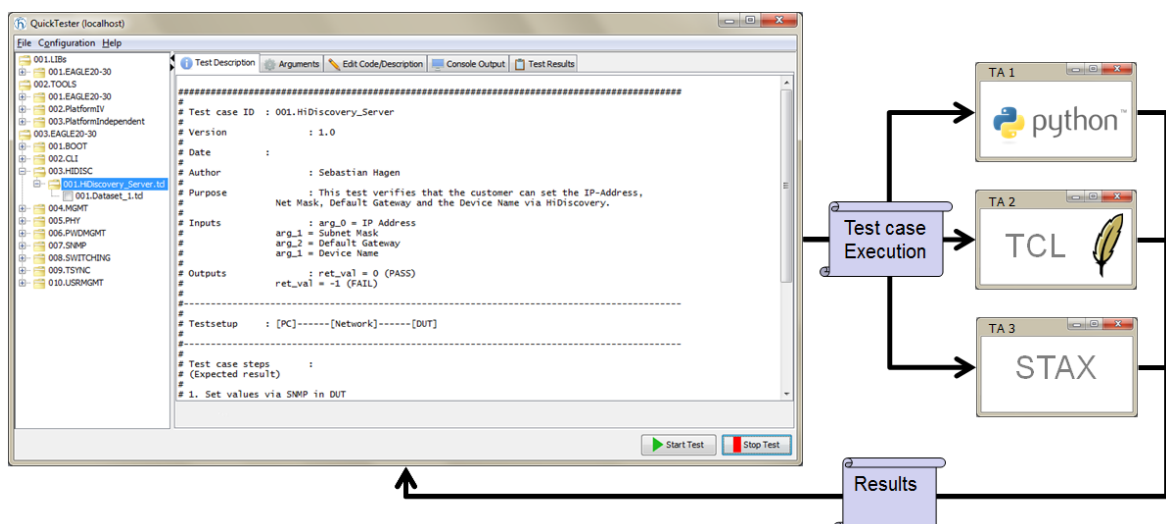 QuickTester (localhost)
File Configuration Help
001.LIBs
001.EAGLE20-30
002.TOOLS
001.EAGLE20-30
002.PlatformIV
003.PlatformIndependent
003.EAGLE20-30
001.BOOT
002.CLI
003.HIDISC
001.HiDiscovery_Server.td
001.Dataset_1.td
004.MGMT
005.PHY
006.PWDMGMT
007.SNMP
008.SWITCHING
009.TSYNC
010.USRMGMT
Test Description Arguments Edit Code/Description Console Output Test Results
###############################################################################################
#
# Test case ID : 001.HiDiscovery_Server
#
# Version : 1.0
#
# Date :
#
# Author : Sebastian Hagen
#
# Purpose : This test verifies that the customer can set the IP-Address,
# Net Mask, Default Gateway and the Device Name via HiDiscovery.
#
# Inputs : arg_0 = IP Address
# arg_1 = Subnet Mask
# arg_2 = Default Gateway
# arg_1 = Device Name
#
# Outputs : ret_val = 0 (PASS)
# ret_val = -1 (FAIL)
#
#----------------------------------------------------------------------------------------------
#
# Testsetup : [PC]------[Network]------[DUT]
#
#----------------------------------------------------------------------------------------------
#
# Test case steps :
# (Expected result)
#
# 1. Set values via SNMP in DUT
Start Test Stop Test
Test case
Execution
TA 1
python™
TA 2
TCL
TA 3
STAX
Results